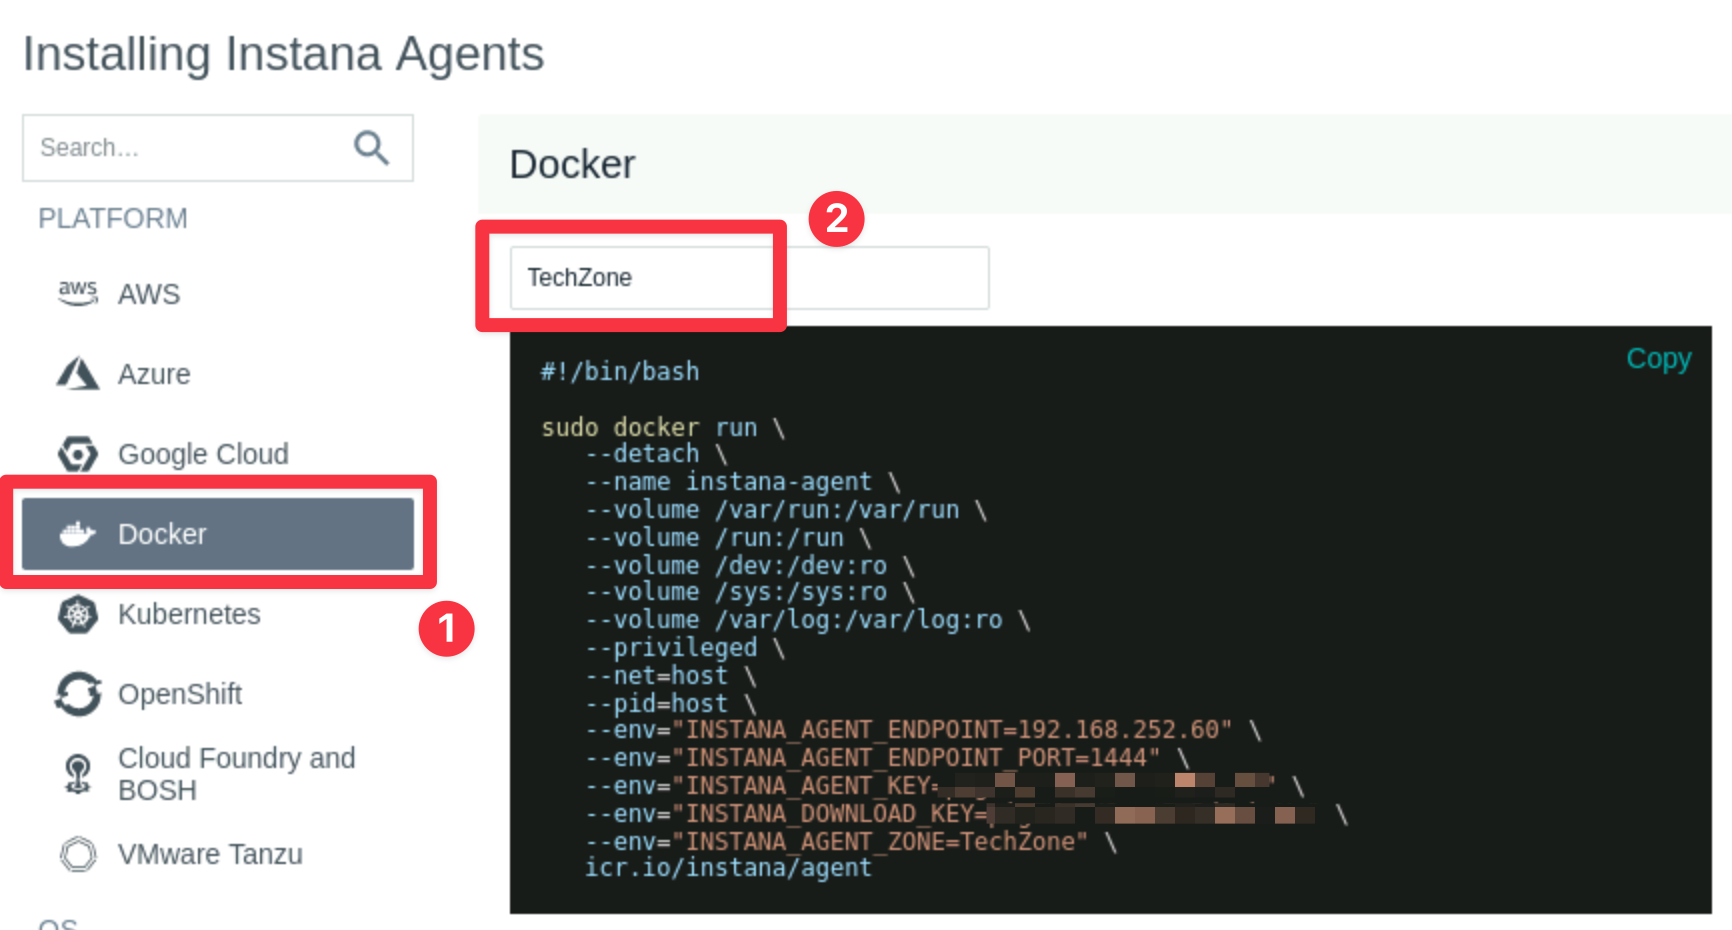 Installing Instana Agents
Search...
PLATFORM
aws AWS
Azure
Google Cloud
Docker
1
Kubernetes
OpenShift
Cloud Foundry and
BOSH
VMware Tanzu
OS
Docker
2
TechZone
Copy
#!/bin/bash
sudo docker run \
--detach \
--name instana-agent \
--volume /var/run:/var/run \
--volume /run:/run \
--volume /dev:/dev:ro \
--volume /sys:/sys:ro \
--volume /var/log:/var/log:ro \
--privileged \
--net=host \
--pid=host \
--env="INSTANA_AGENT_ENDPOINT=192.168.252.60" \
--env="INSTANA_AGENT_ENDPOINT_PORT=1444" \
--env="INSTANA_AGENT_KEY= " \
--env="INSTANA_DOWNLOAD_KEY= \
--env="INSTANA_AGENT_ZONE=TechZone" \
icr.io/instana/agent